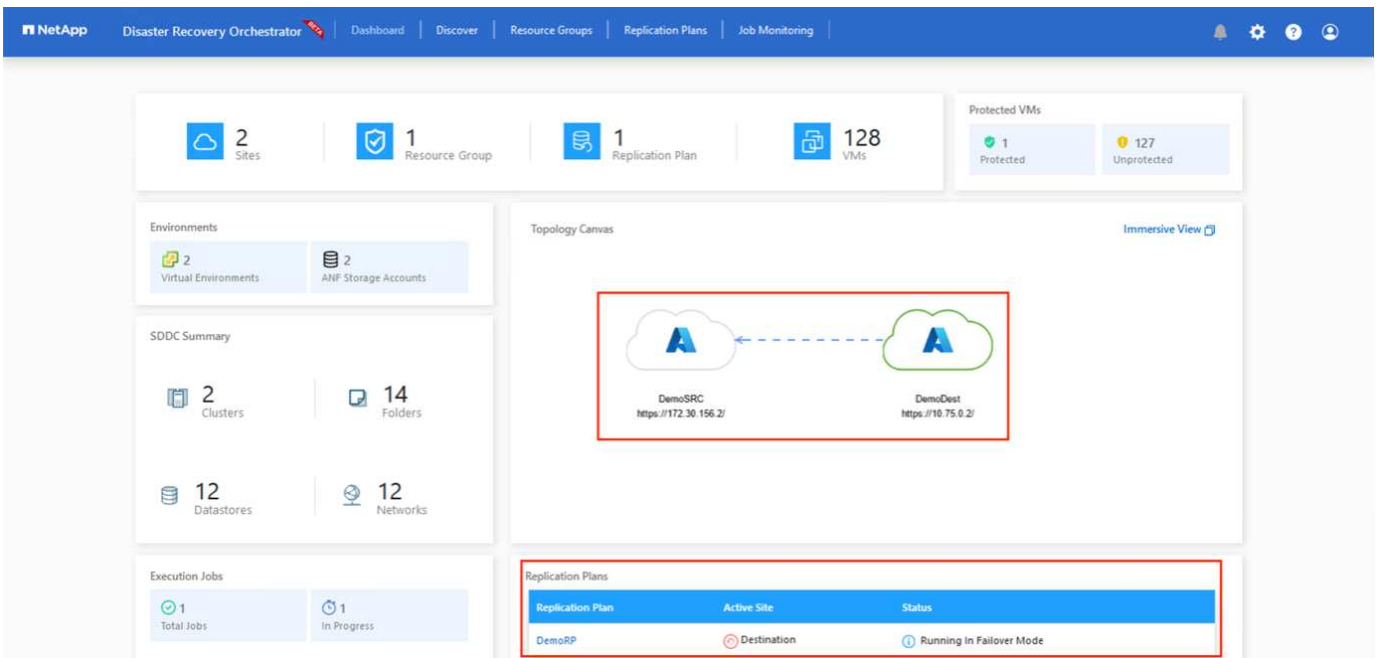 NetApp Disaster Recovery Orchestrator Dashboard Discover Resource Groups Replication Plans Job Monitoring
2
Sites
1
Resource Group
1
Replication Plan
128
VMs
Protected VMs
1
Protected
127
Unprotected
Environments
2
Virtual Environments
2
ANF Storage Accounts
Topology Canvas
Immersive View
DemoSRC
https://172.30.156.2/
DemoDest
https://10.75.0.2/
SDDC Summary
2
Clusters
14
Folders
12
Datastores
12
Networks
Execution Jobs
1
Total Jobs
1
In Progress
Replication Plans
Replication Plan Active Site Status
DemoRP Destination Running In Failover Mode